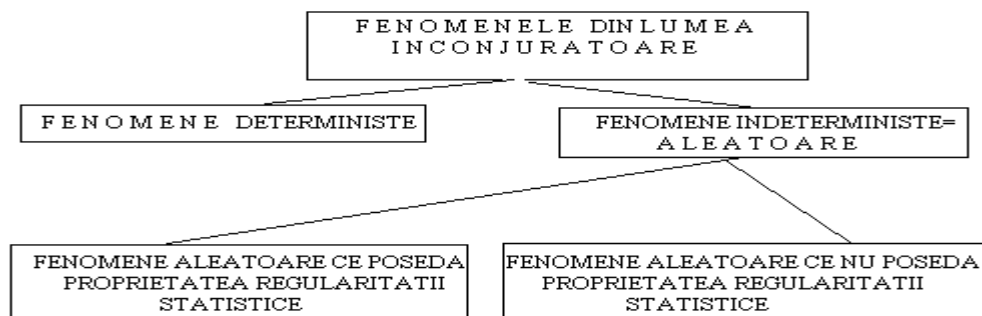 FENOMENELE DINLUMEA
INCONJURATOARE
FENOMENE DETERMINISTE
FENOMENE INDETERMINISTE=
ALEATOARE
FENOMENE ALEATOARE CE POSEDA
PROPRIETATEA REGULARITATII
STATISTICE
FENOMENE ALEATOARE CE NU POSEDA
PROPRIETATEA REGULARITATII
STATISTICE